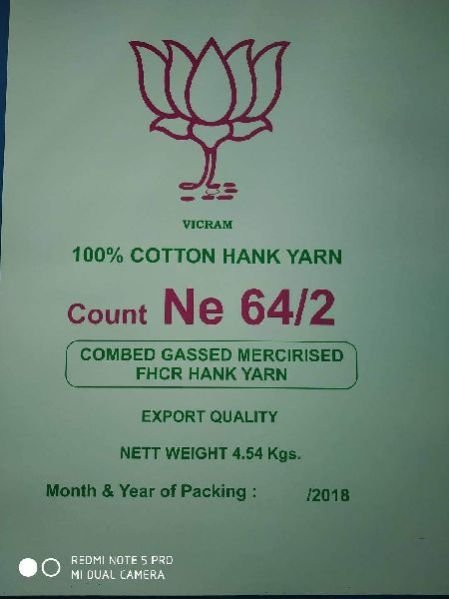 VICRAM
100% COTTON HANK YARN
Count Ne 64/2
COMBED GASSED MERCIRISED
FHCR HANK YARN
EXPORT QUALITY
NETT WEIGHT 4.54 Kgs.
Month & Year of Packing : /2018
REDMI NOTE 5 PRO
MI DUAL CAMERA